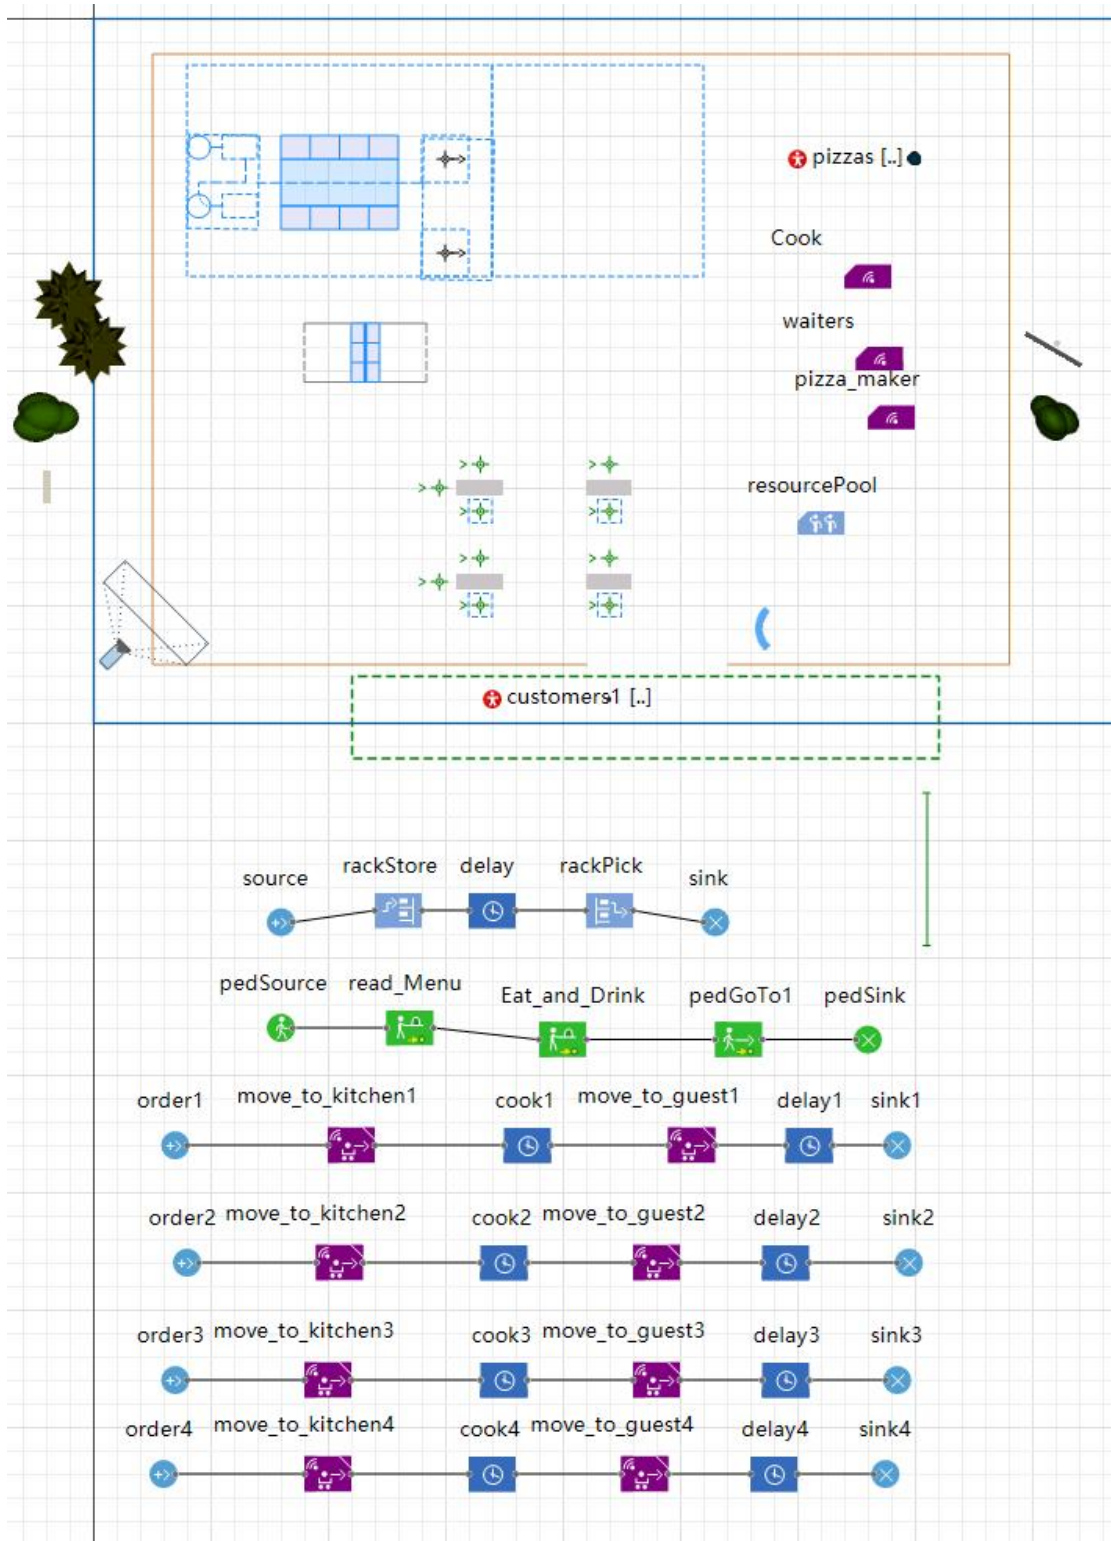 pizzas [..]
Cook
waiters
pizza_maker
resourcePool
customers1 [..]
source rackStore delay rackPick sink
pedSource read_Menu Eat_and_Drink pedGoTo1 pedSink
order1 move_to_kitchen1 cook1 move_to_guest1 delay1 sink1
order2 move_to_kitchen2 cook2 move_to_guest2 delay2 sink2
order3 move_to_kitchen3 cook3 move_to_guest3 delay3 sink3
order4 move_to_kitchen4 cook4 move_to_guest4 delay4 sink4